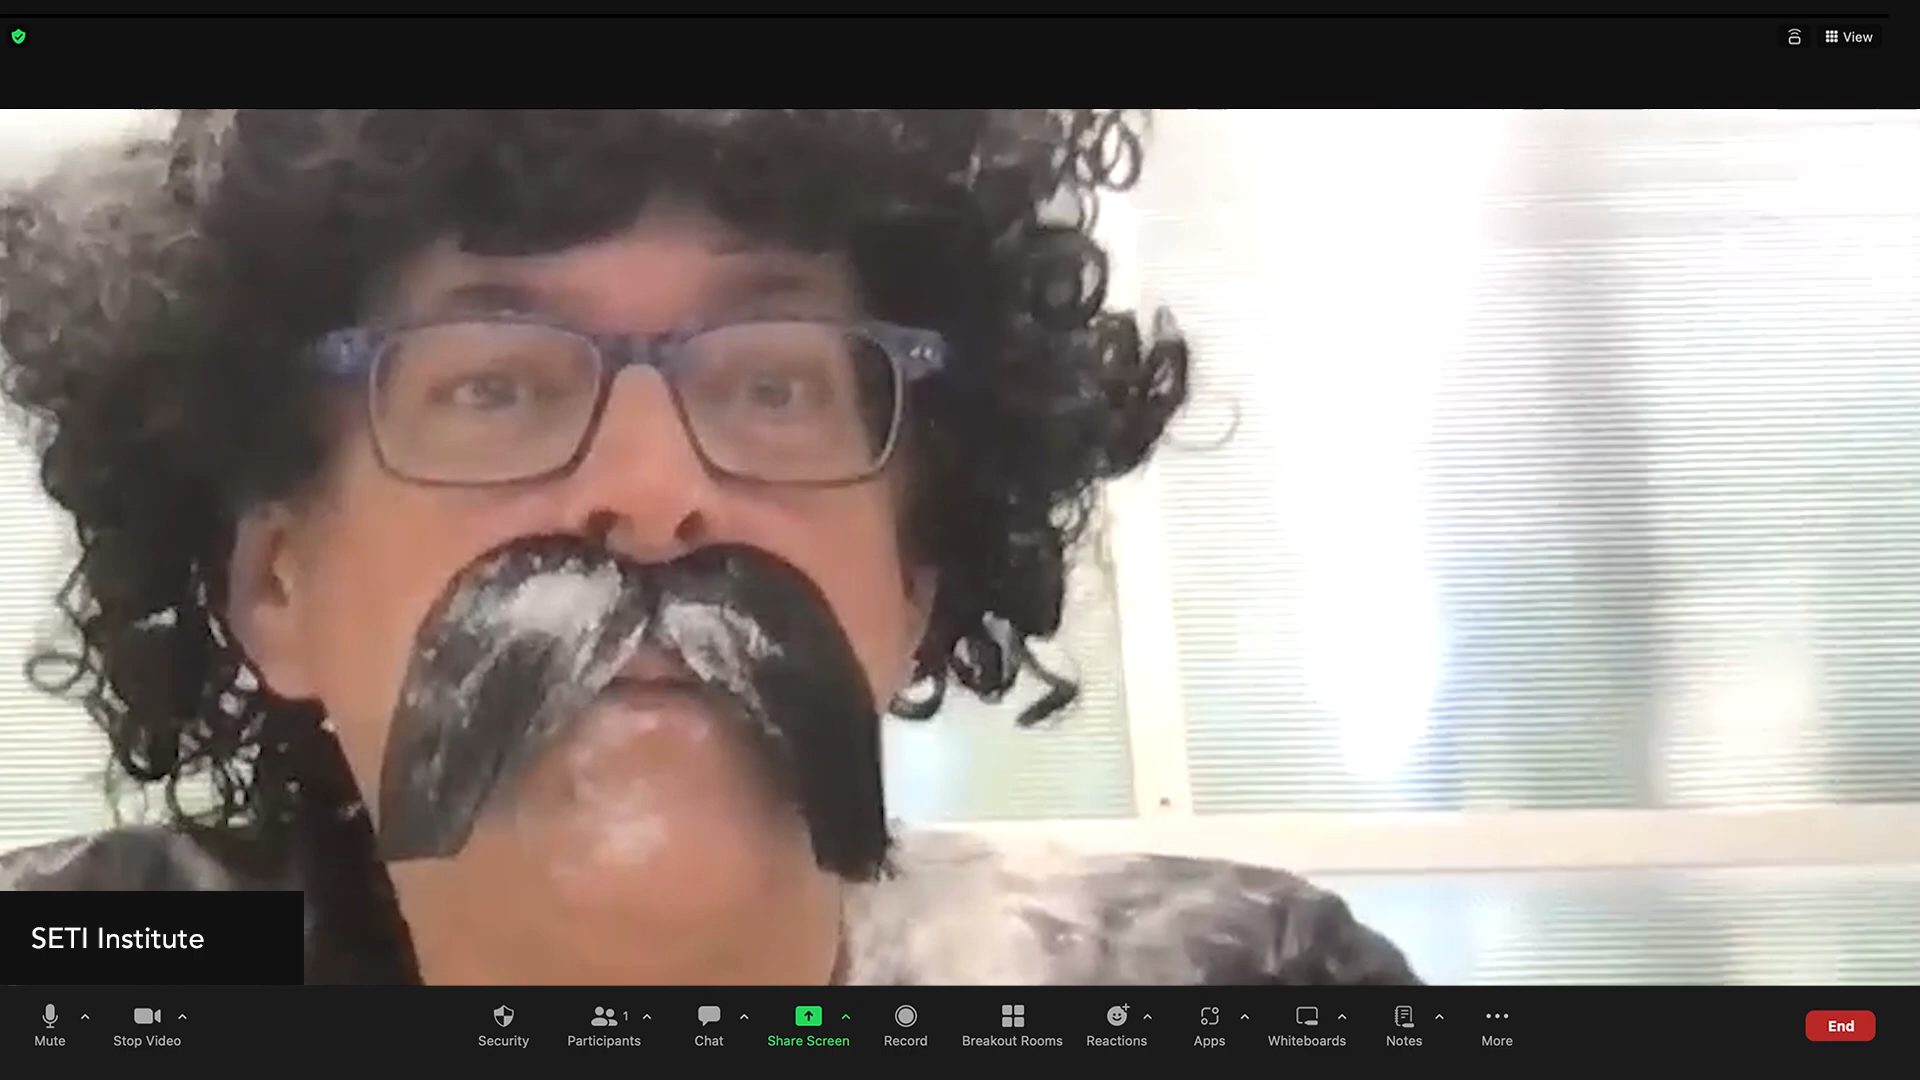 View
SETI Institute
Mute
Stop Video
Security
Participants
1
Chat
Share Screen
Record
Breakout Rooms
Reactions
Apps
Whiteboards
Notes
More
End